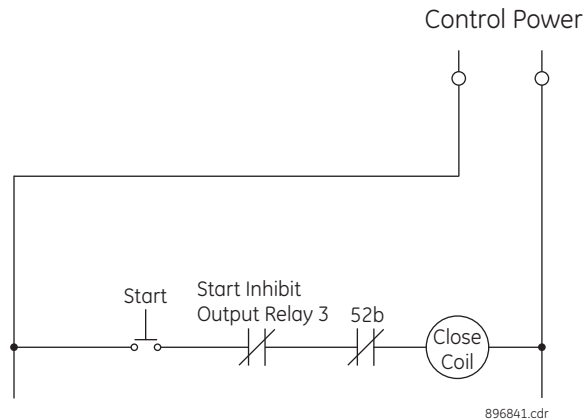 Control Power
Start
Start Inhibit
Output Relay 3
52b
Close
Coil
896841.cdr